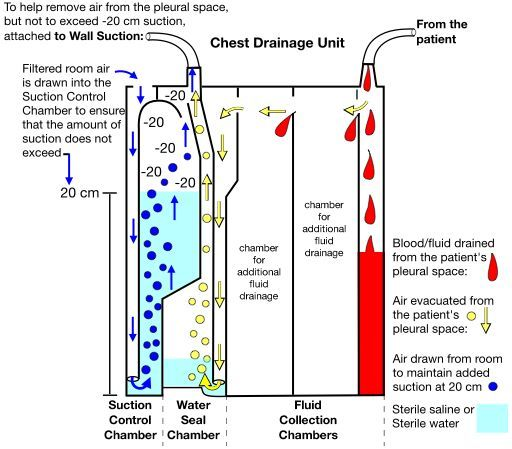 To help remove air from the pleural space,
but not to exceed -20 cm suction,
attached to Wall Suction:
From the
patient
Chest Drainage Unit
Filtered room air
is drawn into the
Suction Control
Chamber to ensure
that the amount of
suction does not
exceed
20 cm
-20
-20
-20
-20
-20
chamber
for
additional
fluid
drainage
chamber
for
additional
fluid
drainage
Blood/fluid drained
from the patient's
pleural space:
Air evacuated from
the patient's
pleural space:
Air drawn from room
to maintain added
suction at 20 cm
Sterile saline or
Sterile water
Suction
Control
Chamber
Water
Seal
Chamber
Fluid
Collection
Chambers